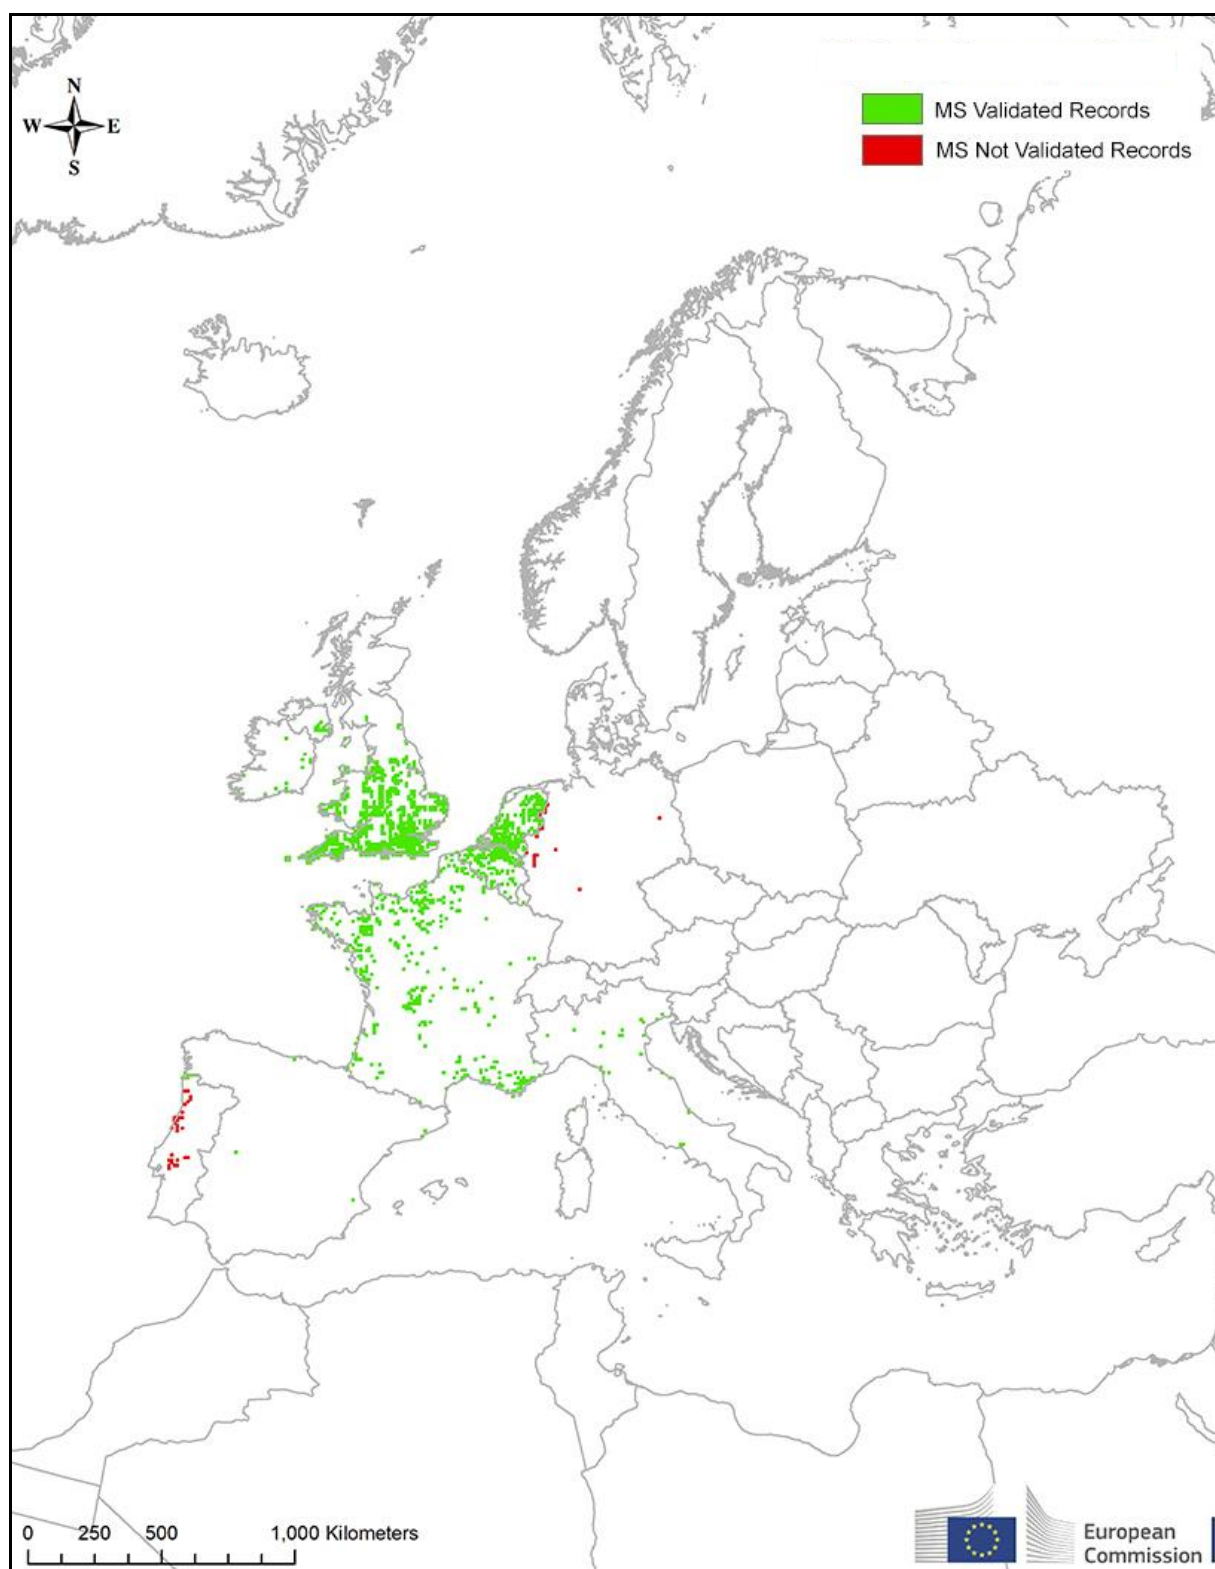 N
W E
S
MS Validated Records
MS Not Validated Records
0 250 500 1,000 Kilometers
European
Commission